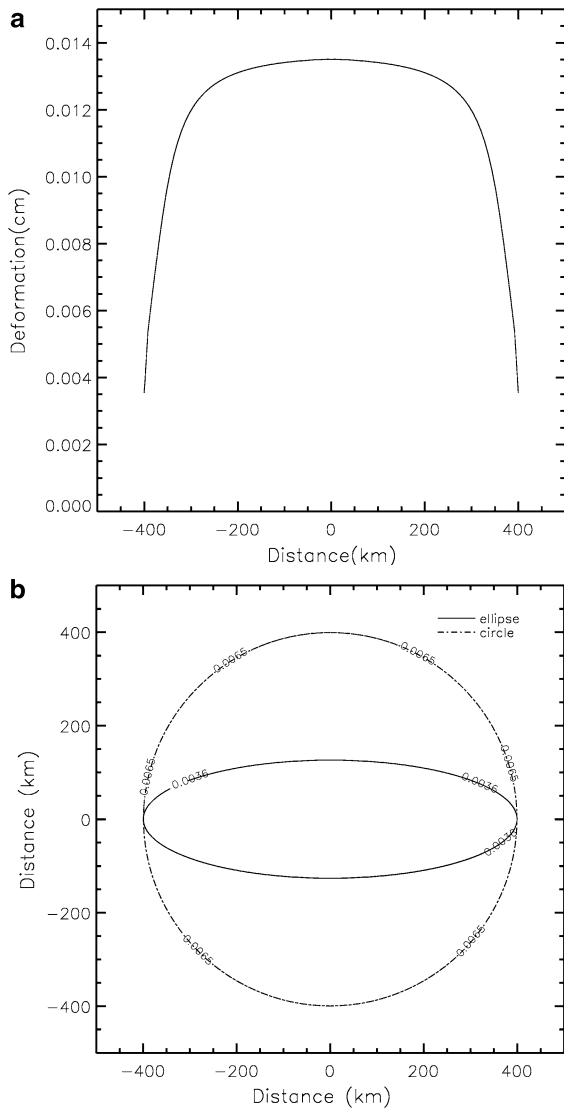 a
0.014
0.012
0.010
0.008
0.006
0.004
0.002
0.000
Deformation(cm)
−400 −200 0 200 400
Distance(km)
b
ellipse
circle
400
200
0
−200
−400
Distance (km)
0.0065 0.0065
0.0065 0.0036 0.0036 0.0065
0.0036
0.0065 0.0065
−400 −200 0 200 400
Distance (km)